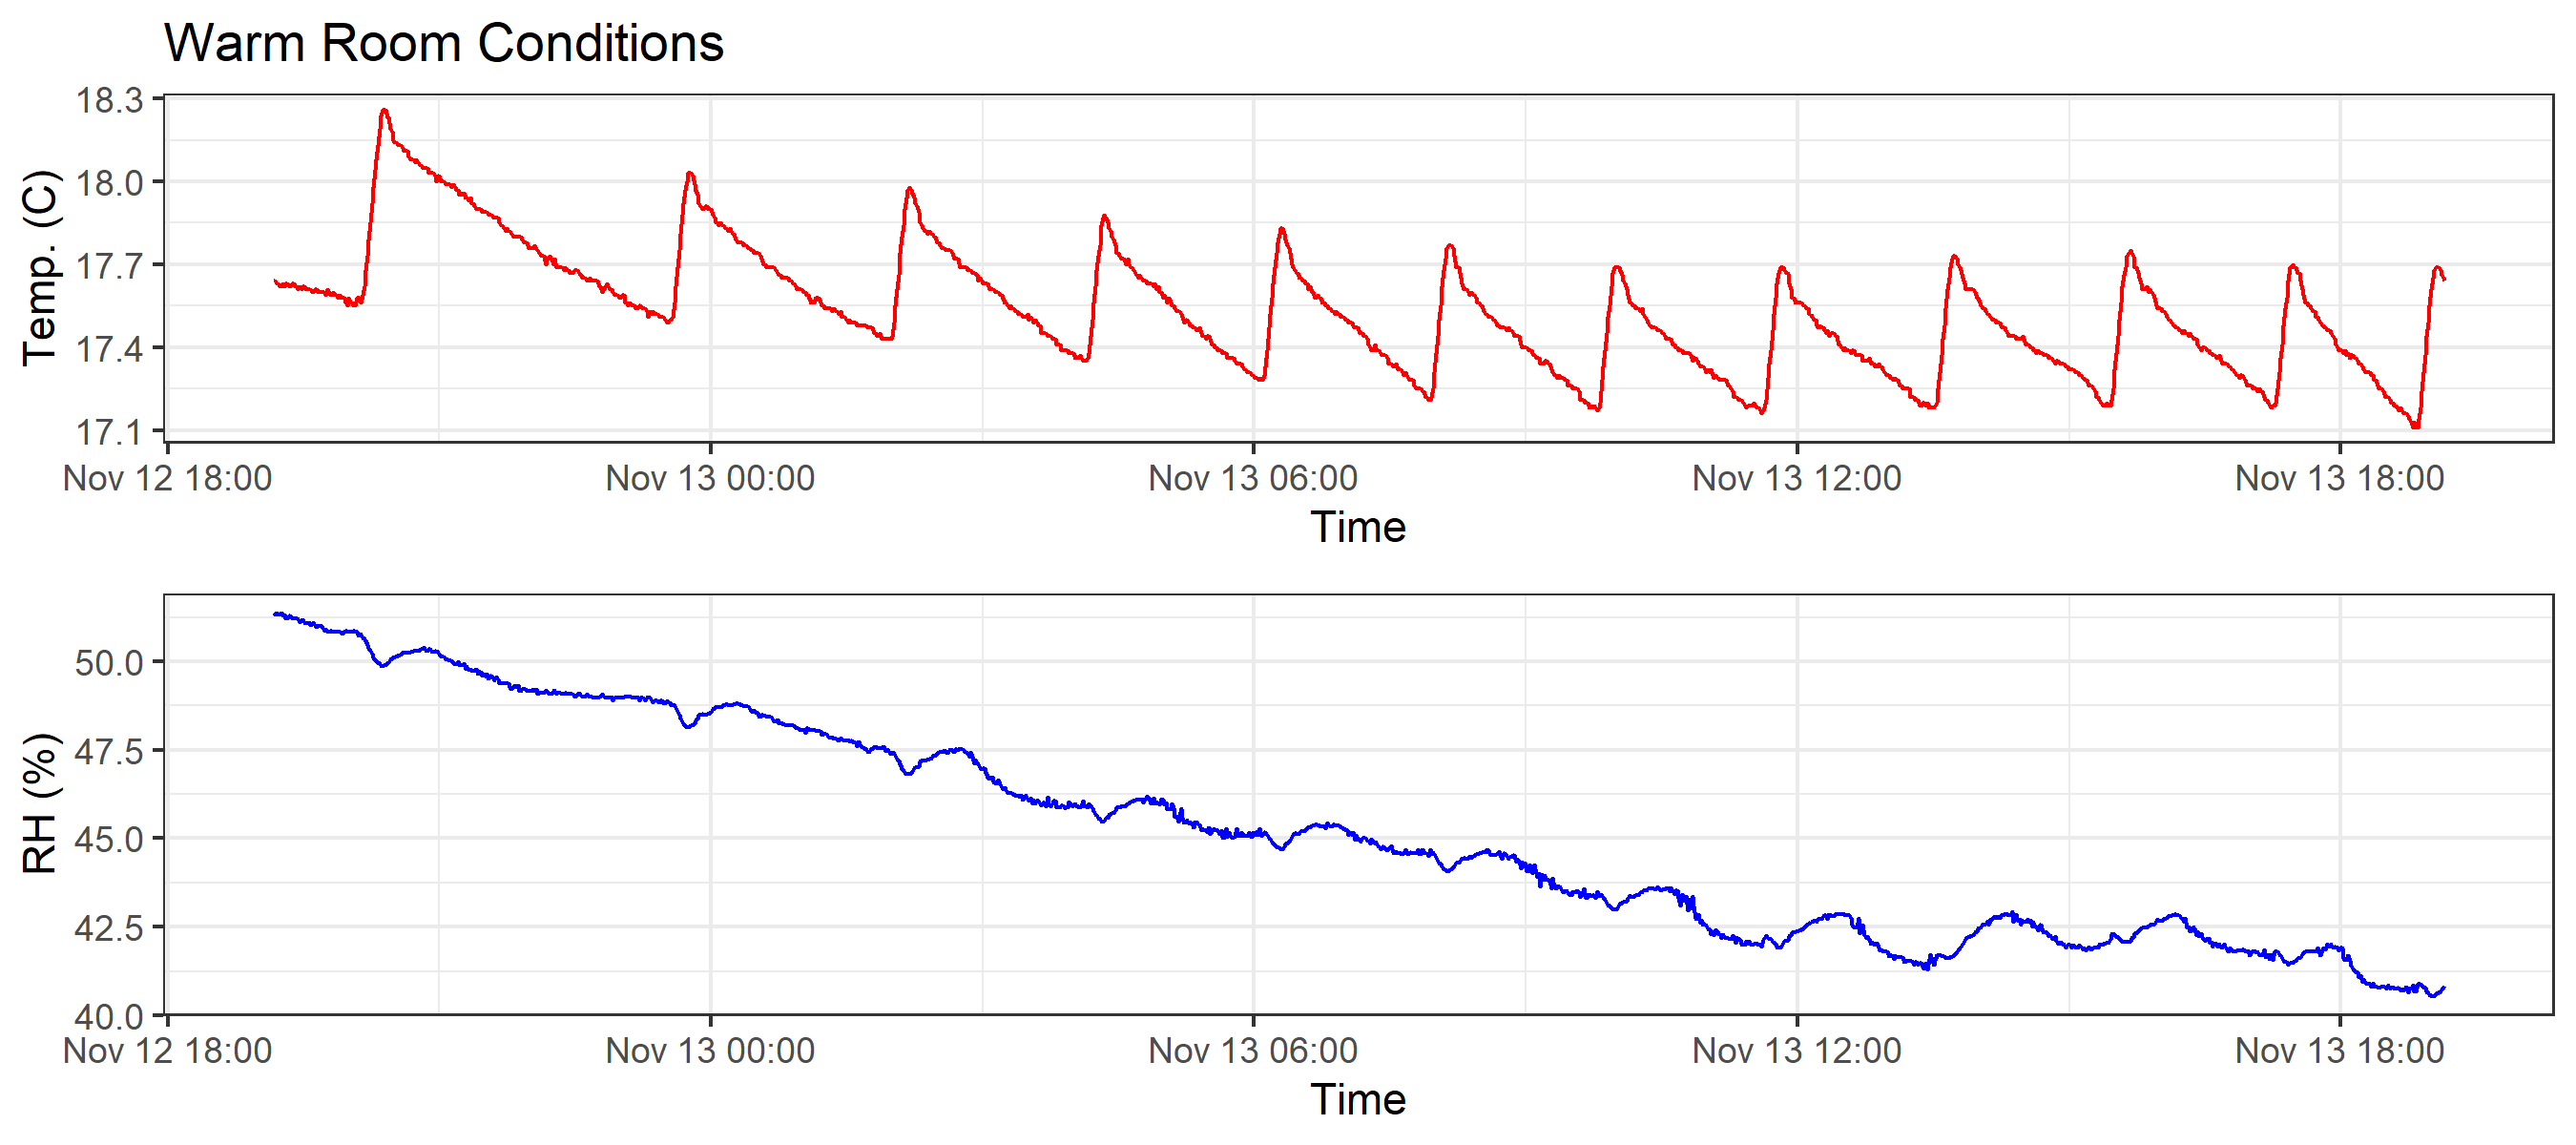 Warm Room Conditions
18.3
18.0
17.7
17.4
17.1
Temp. (C)
Nov 12 18:00 Nov 13 00:00 Nov 13 06:00 Nov 13 12:00 Nov 13 18:00
Time
50.0
47.5
45.0
42.5
40.0
RH (%)
Nov 12 18:00 Nov 13 00:00 Nov 13 06:00 Nov 13 12:00 Nov 13 18:00
Time